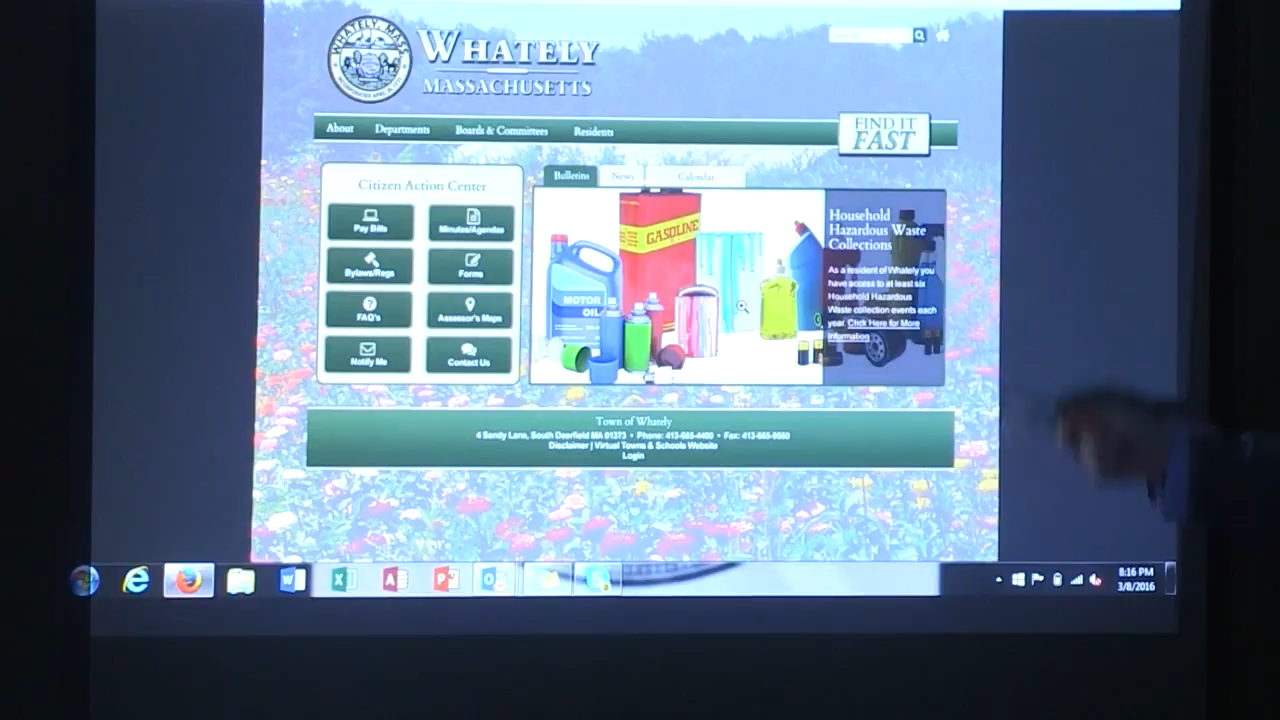 WHATELY, MASS
WHATELY
MASSACHUSETTS
About Departments Boards & Committees Residents
FIND IT
FAST
Citizen Action Center
Pay Bills
Minutes/Agendas
Bylaws/Regs
Forms
FAQ's
Assessor's Maps
Notify Me
Contact Us
Bulletins News Calendar
GASOLINE
MOTOR
OIL
Household
Hazardous Waste
Collections
As a resident of Whately you
have access to at least six
Household Hazardous
Waste collection events each
year. Click Here for More
Information
Town of Whately
4 Sandy Lane, South Deerfield MA 01373 • Phone: 413-665-4400 • Fax: 413-665-9560
Disclaimer | Virtual Towns & Schools Website
Login
8:16 PM
3/8/2016